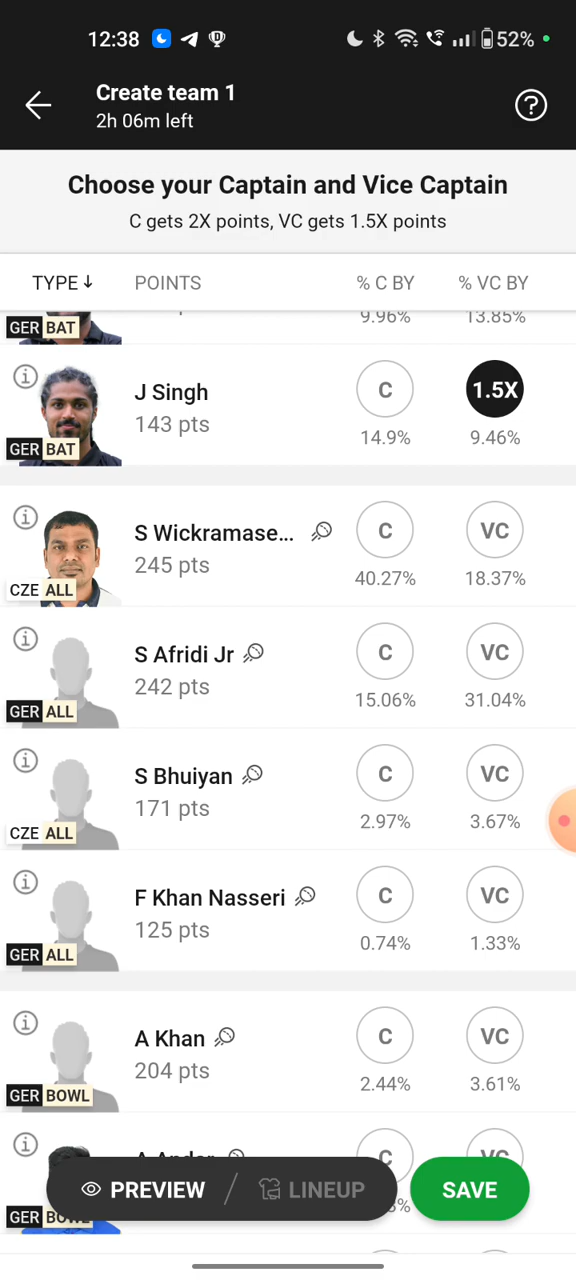 12:38
52%
Create team 1
2h 06m left
Choose your Captain and Vice Captain
C gets 2X points, VC gets 1.5X points
TYPE↓ POINTS % C BY % VC BY
9.96% 13.85%
GER BAT
J Singh
143 pts
C 1.5X
14.9% 9.46%
GER BAT
S Wickramase...
245 pts
C VC
40.27% 18.37%
CZE ALL
S Afridi Jr
242 pts
C VC
15.06% 31.04%
GER ALL
S Bhuiyan
171 pts
C VC
2.97% 3.67%
CZE ALL
F Khan Nasseri
125 pts
C VC
0.74% 1.33%
GER ALL
A Khan
204 pts
C VC
2.44% 3.61%
GER BOWL
C VC
PREVIEW / LINEUP SAVE
GER BOWL